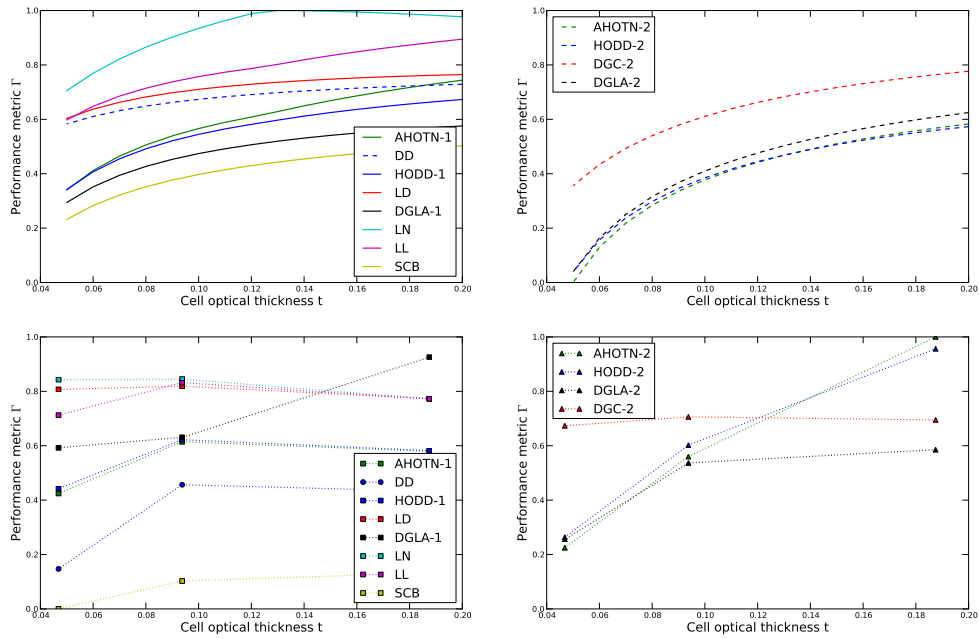 1.0
0.8
0.6
0.4
0.2
0.0
Performance metric Γ
0.04 0.06 0.08 0.10 0.12 0.14 0.16 0.18 0.20
Cell optical thickness t
AHOTN-1
DD
HODD-1
LD
DGLA-1
LN
LL
SCB
1.0
0.8
0.6
0.4
0.2
0.0
Performance metric Γ
0.04 0.06 0.08 0.10 0.12 0.14 0.16 0.18 0.20
Cell optical thickness t
AHOTN-2
HODD-2
DGC-2
DGLA-2
1.0
0.8
0.6
0.4
0.2
0.0
Performance metric Γ
0.04 0.06 0.08 0.10 0.12 0.14 0.16 0.18 0.20
Cell optical thickness t
AHOTN-1
DD
HODD-1
LD
DGLA-1
LN
LL
SCB
1.0
0.8
0.6
0.4
0.2
0.0
Performance metric Γ
0.04 0.06 0.08 0.10 0.12 0.14 0.16 0.18 0.20
Cell optical thickness t
AHOTN-2
HODD-2
DGLA-2
DGC-2